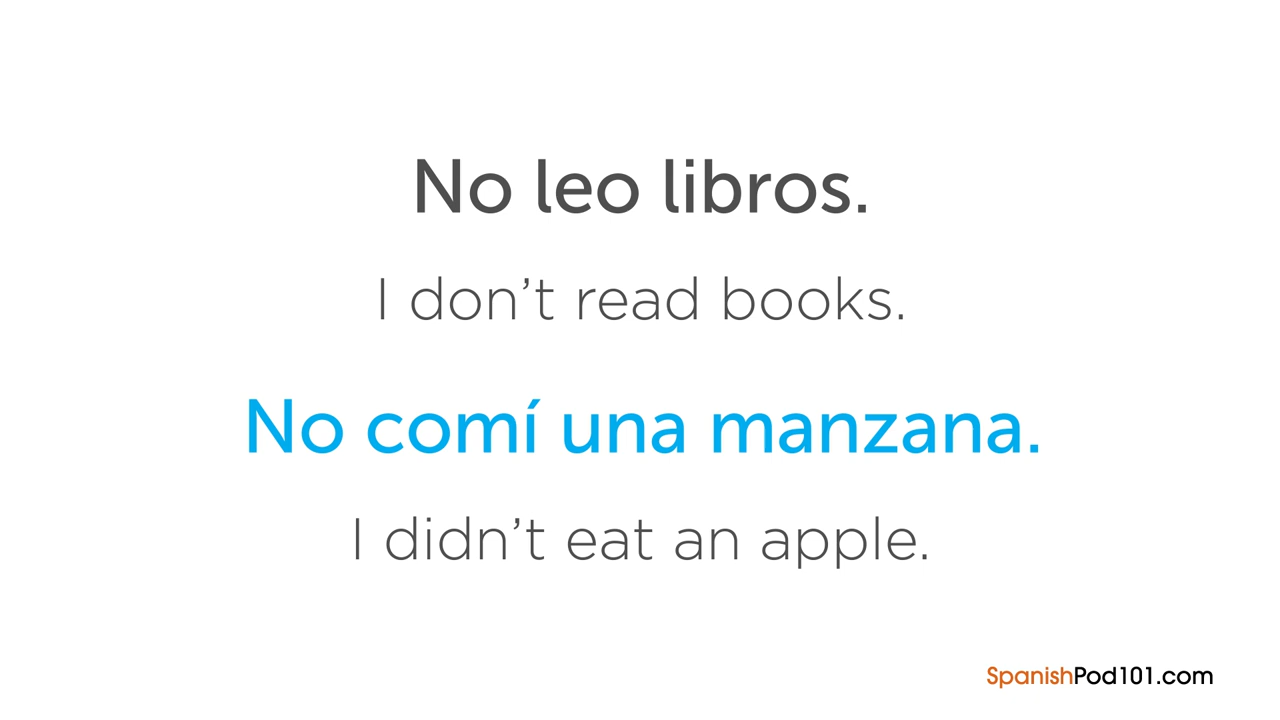 No leo libros.
I don’t read books.
No comí una manzana.
I didn’t eat an apple.
SpanishPod101.com